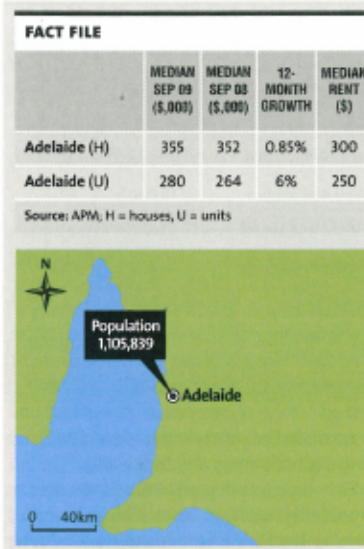 FACT FILE
MEDIAN SEP 09 ($,000) MEDIAN SEP 08 ($,000) 12-MONTH GROWTH MEDIAN RENT ($)
Adelaide (H) 355 352 0.85% 300
Adelaide (U) 280 264 6% 250
Source: APM; H = houses, U = units
N
Population
1,105,839
Adelaide
0 40km